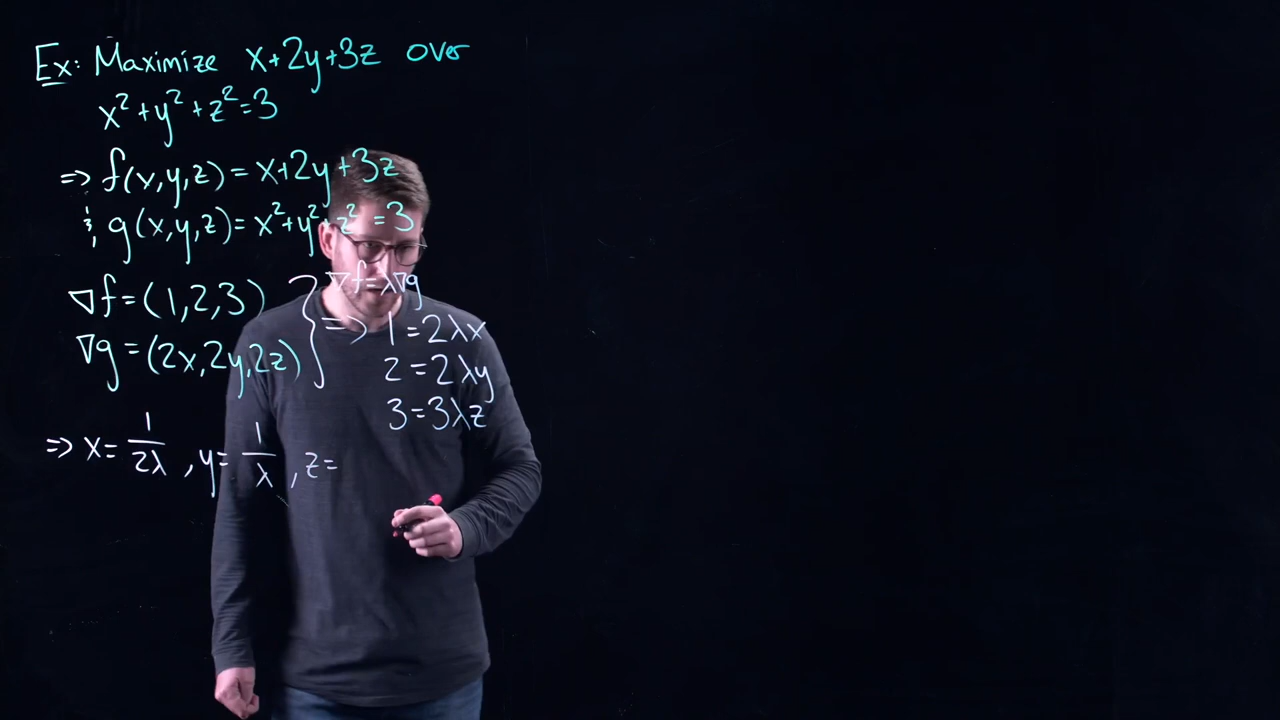 Ex: Maximize x+2y+3z over
x²+y²+z²=3
=> f(x,y,z)=x+2y+3z
& g(x,y,z)=x²+y²+z²=3
∇f=(1,2,3)
∇g=(2x,2y,2z)
} => ∇f=λ∇g
1=2λx
2=2λy
3=3λz
=> x=1/2λ, y=1/λ, z=